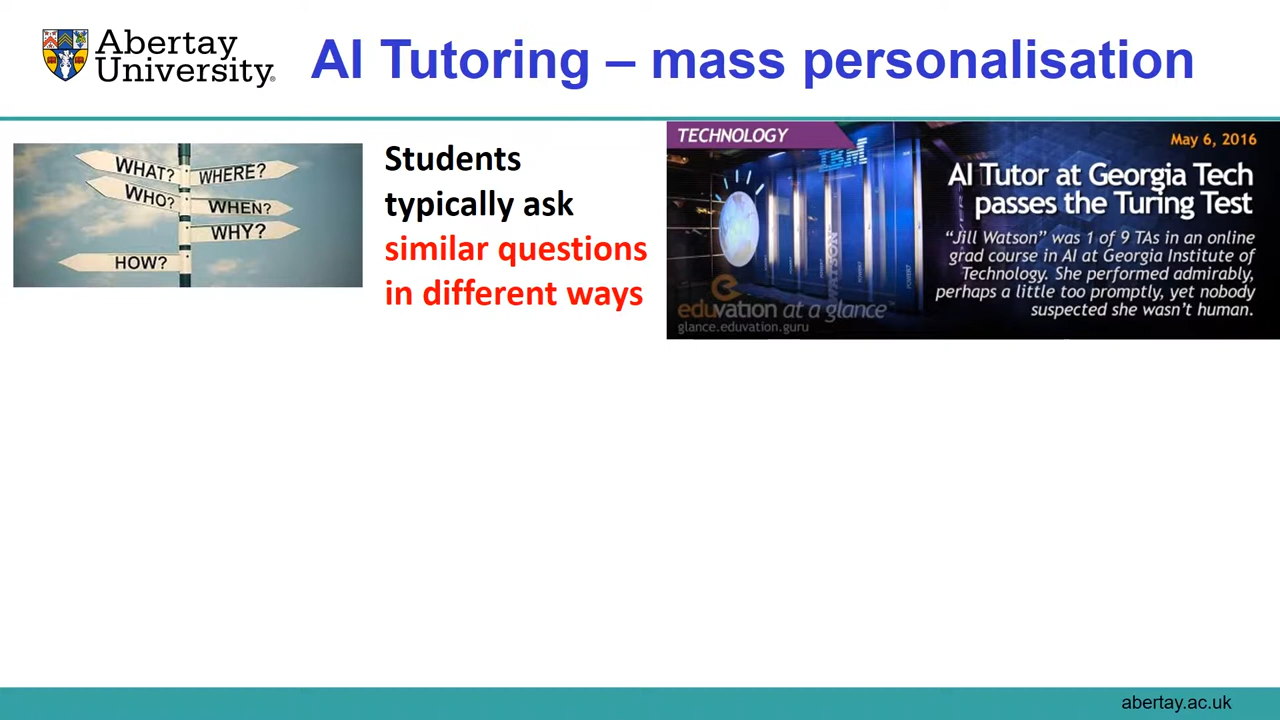 Abertay
University
AI Tutoring – mass personalisation
WHAT?
WHERE?
WHO?
WHEN?
WHY?
HOW?
Students
typically ask
similar questions
in different ways
TECHNOLOGY
May 6, 2016
IBM
WATSON
AI Tutor at Georgia Tech
passes the Turing Test
“Jill Watson” was 1 of 9 TAs in an online
grad course in AI at Georgia Institute of
Technology. She performed admirably,
perhaps a little too promptly, yet nobody
suspected she wasn’t human.
eduvation at a glance
glance.eduvation.guru
abertay.ac.uk